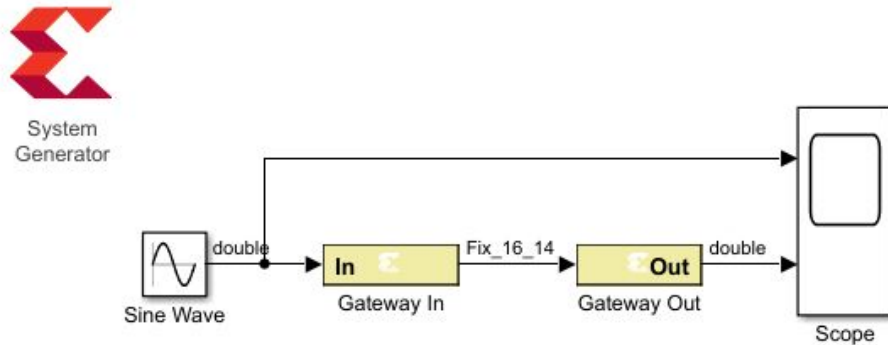 System
Generator
double
In
Fix_16_14
Out
double
Sine Wave
Gateway In
Gateway Out
Scope